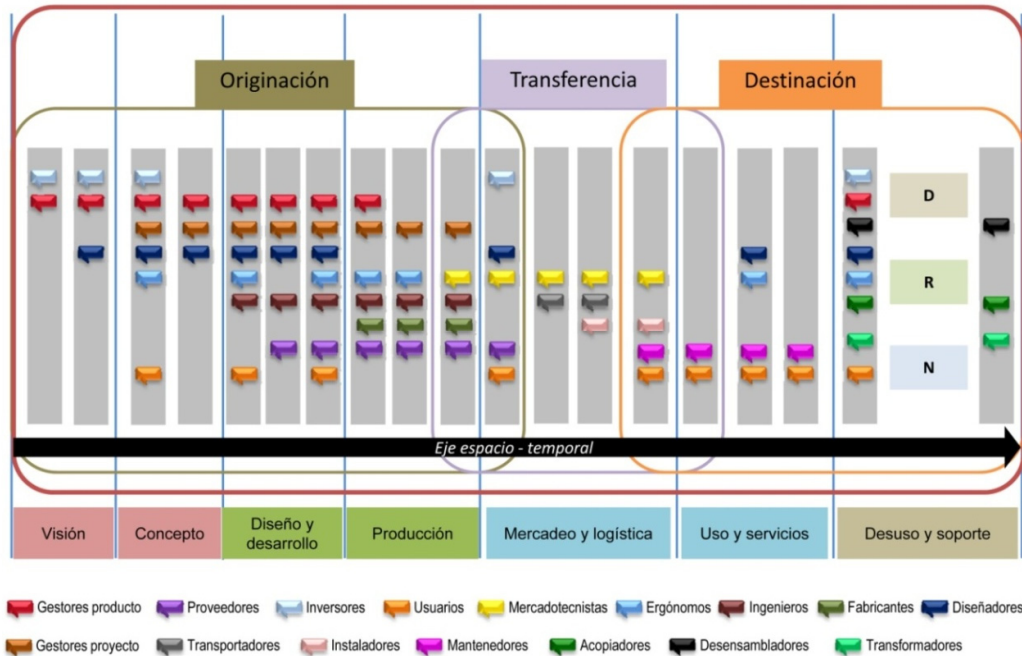 Originación
Transferencia
Destinación
D
R
N
Eje espacio - temporal
Visión
Concepto
Diseño y
desarrollo
Producción
Mercadeo y logística
Uso y servicios
Desuso y soporte
Gestores producto
Proveedores
Inversores
Usuarios
Mercadotecnistas
Ergónomos
Ingenieros
Fabricantes
Diseñadores
Gestores proyecto
Transportadores
Instaladores
Mantenedores
Acopiadores
Desensambladores
Transformadores